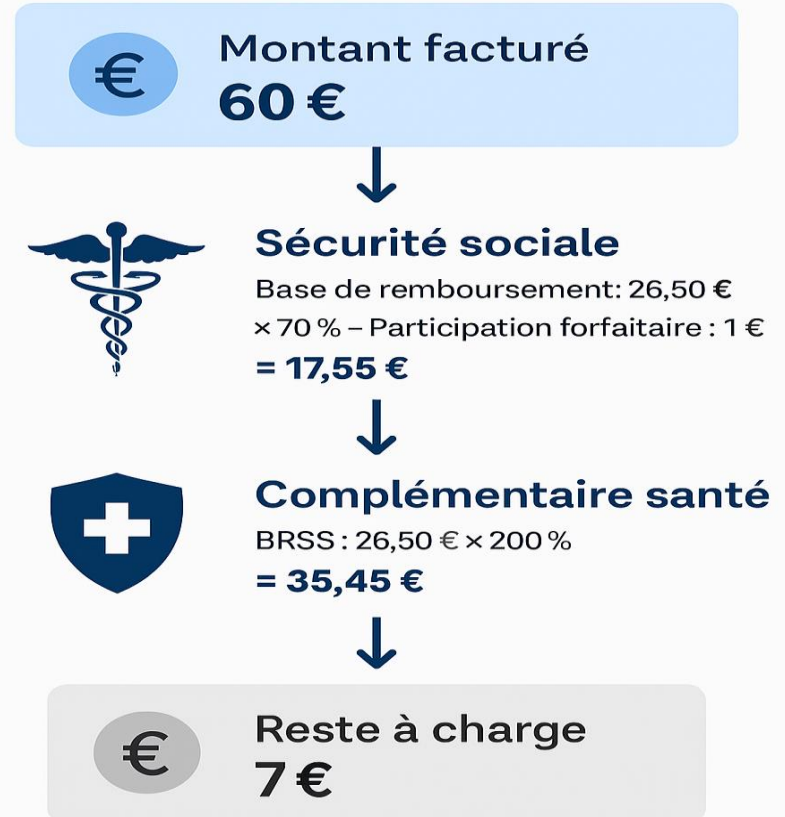 €
Montant facturé
60 €
Sécurité sociale
Base de remboursement: 26,50 €
× 70 % – Participation forfaitaire : 1 €
= 17,55 €
Complémentaire santé
BRSS : 26,50 € × 200 %
= 35,45 €
€
Reste à charge
7 €